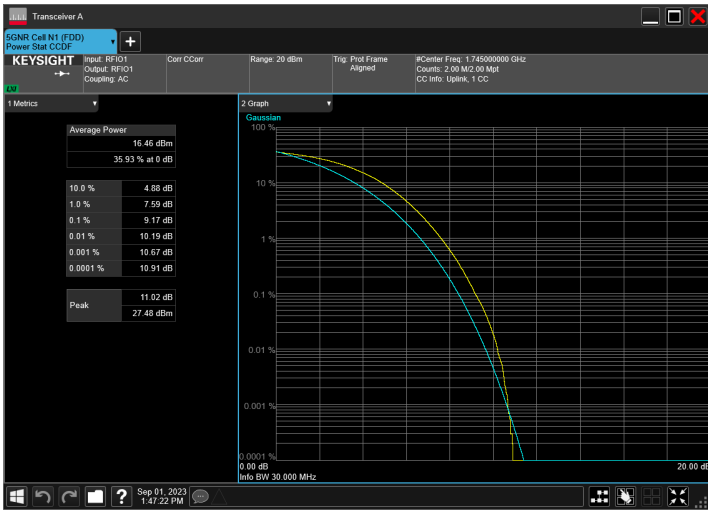 Transceiver A
5GNR Cell N1 (FDD)
Power Stat CCDF
KEYSIGHT
Input: RFIO1
Output: RFIO1
Coupling: AC
Corr CCorr
Range: 20 dBm
Trig: Prot Frame
Aligned
#Center Freq: 1.745000000 GHz
Counts: 2.00 M/2.00 Mpt
CC Info: Uplink, 1 CC
LXI
1 Metrics
Average Power
16.46 dBm
35.93 % at 0 dB
10.0 % 4.88 dB
1.0 % 7.59 dB
0.1 % 9.17 dB
0.01 % 10.19 dB
0.001 % 10.67 dB
0.0001 % 10.91 dB
Peak
11.02 dB
27.48 dBm
2 Graph
Gaussian
100 %
10 %
1 %
0.1 %
0.01 %
0.001 %
0.0001 %
0.00 dB
20.00 dB
Info BW 30.000 MHz
?
Sep 01, 2023
1:47:22 PM